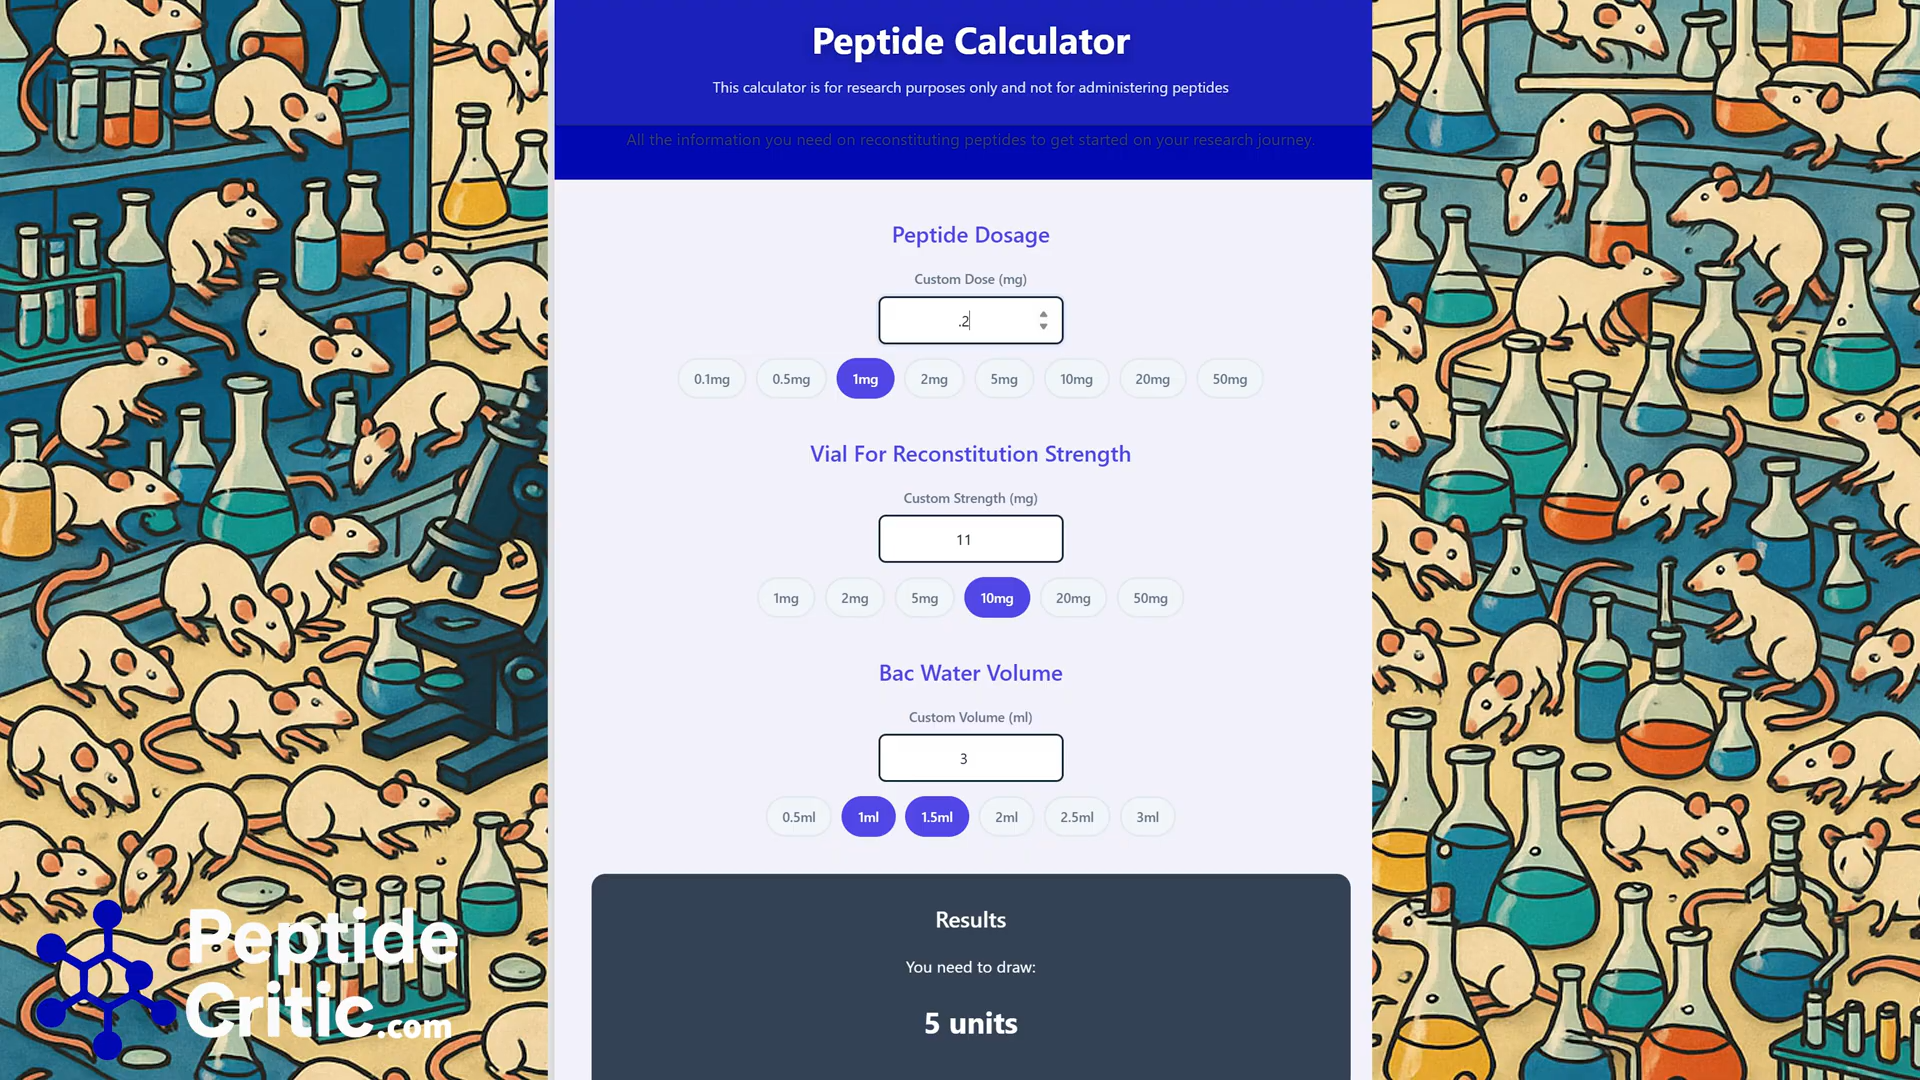 Peptide Calculator
This calculator is for research purposes only and not for administering peptides
All the information you need on reconstituting peptides to get started on your research journey.
Peptide Dosage
Custom Dose (mg)
.2
0.1mg 0.5mg 1mg 2mg 5mg 10mg 20mg 50mg
Vial For Reconstitution Strength
Custom Strength (mg)
11
1mg 2mg 5mg 10mg 20mg 50mg
Bac Water Volume
Custom Volume (ml)
3
0.5ml 1ml 1.5ml 2ml 2.5ml 3ml
Results
You need to draw:
5 units
Peptide
Critic.com